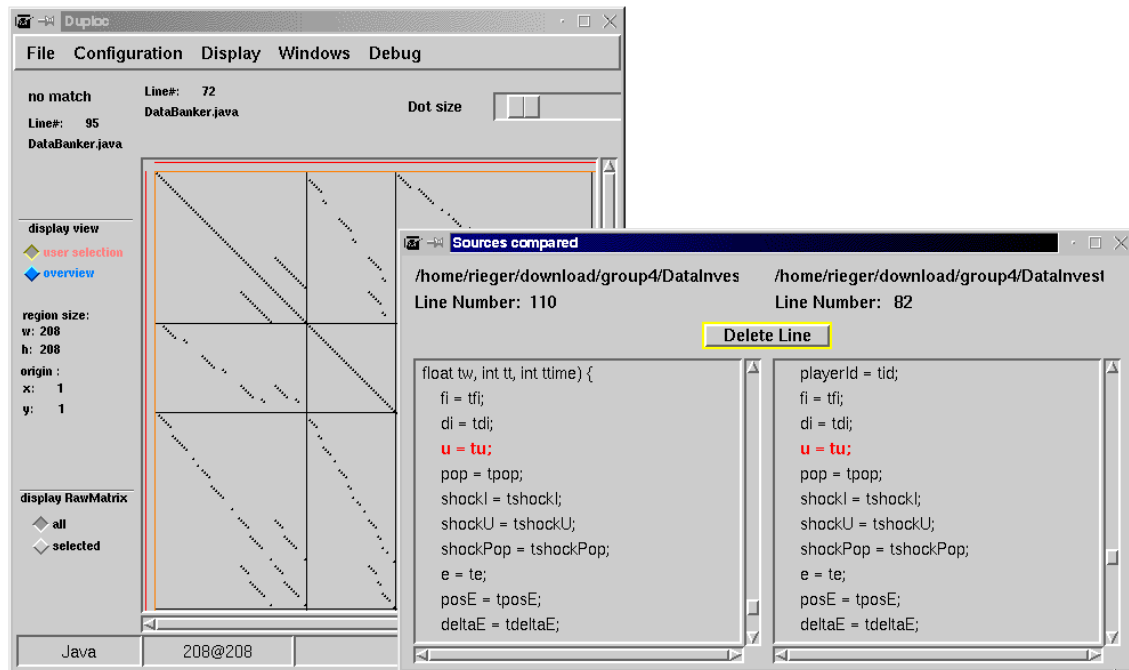 Duploc
File Configuration Display Windows Debug
no match
Line#: 95
DataBanker.java
Line#: 72
DataBanker.java
Dot size
display view
user selection
overview
region size:
w: 208
h: 208
origin :
x: 1
y: 1
display RawMatrix
all
selected
Java
208@208
Sources compared
/home/rieger/download/group4/DataInves
Line Number: 110
/home/rieger/download/group4/DataInvest
Line Number: 82
Delete Line
float tw, int tt, int ttime) {
fi = tfi;
di = tdi;
u = tu;
pop = tpop;
shockI = tshockI;
shockU = tshockU;
shockPop = tshockPop;
e = te;
posE = tposE;
deltaE = tdeltaE;
playerId = tid;
fi = tfi;
di = tdi;
u = tu;
pop = tpop;
shockI = tshockI;
shockU = tshockU;
shockPop = tshockPop;
e = te;
posE = tposE;
deltaE = tdeltaE;